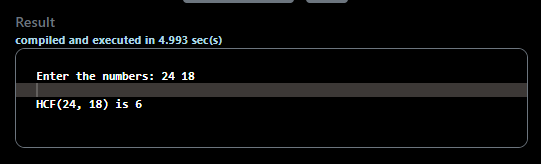 Result
compiled and executed in 4.993 sec(s)
Enter the numbers: 24 18
HCF(24, 18) is 6